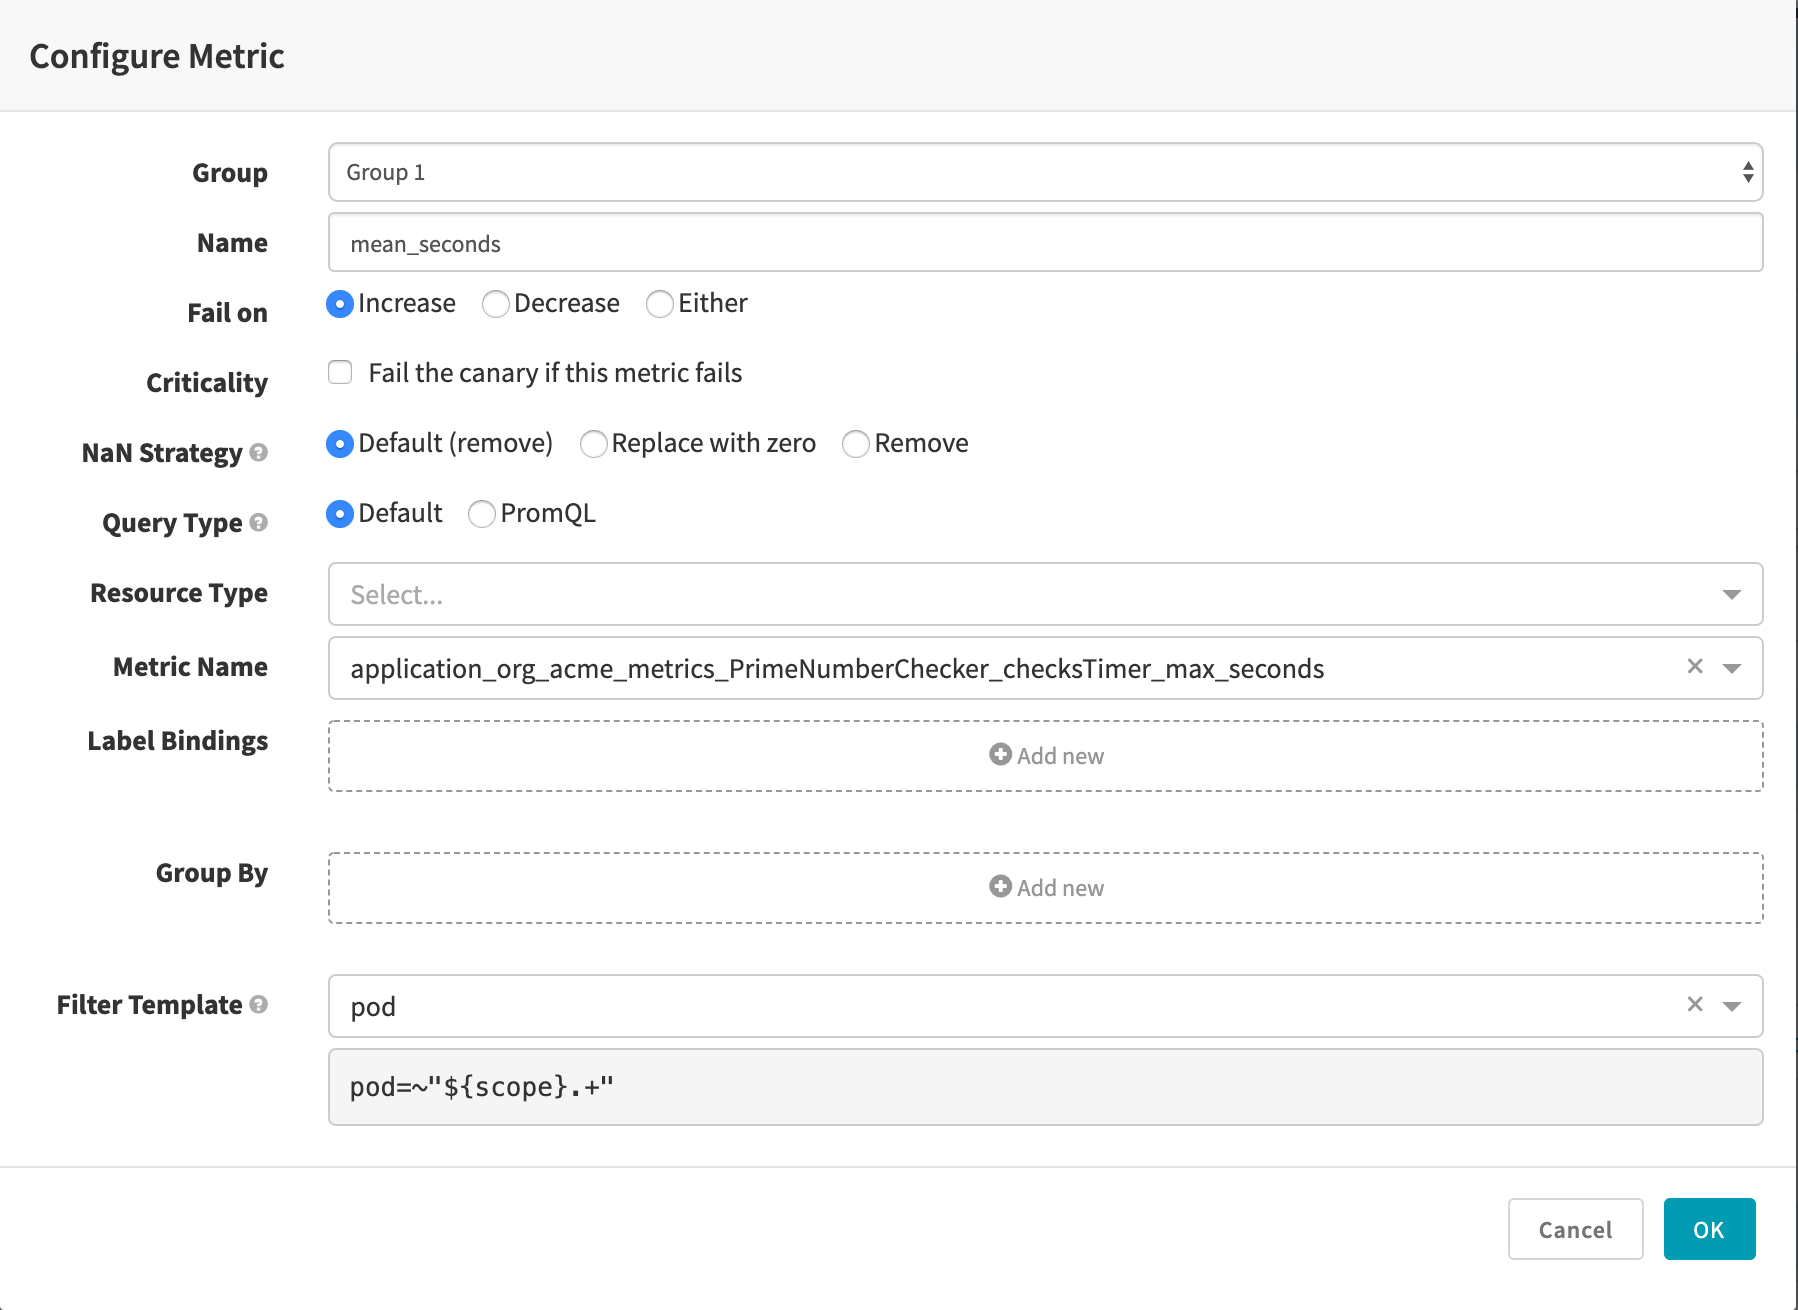 Configure Metric
Group Group 1
Name mean_seconds
Fail on Increase Decrease Either
Criticality Fail the canary if this metric fails
NaN Strategy ? Default (remove) Replace with zero Remove
Query Type ? Default PromQL
Resource Type Select...
Metric Name application_org_acme_metrics_PrimeNumberChecker_checksTimer_max_seconds ×
Label Bindings Add new
Group By Add new
Filter Template ? pod ×
pod=~"${scope}.+"
Cancel OK